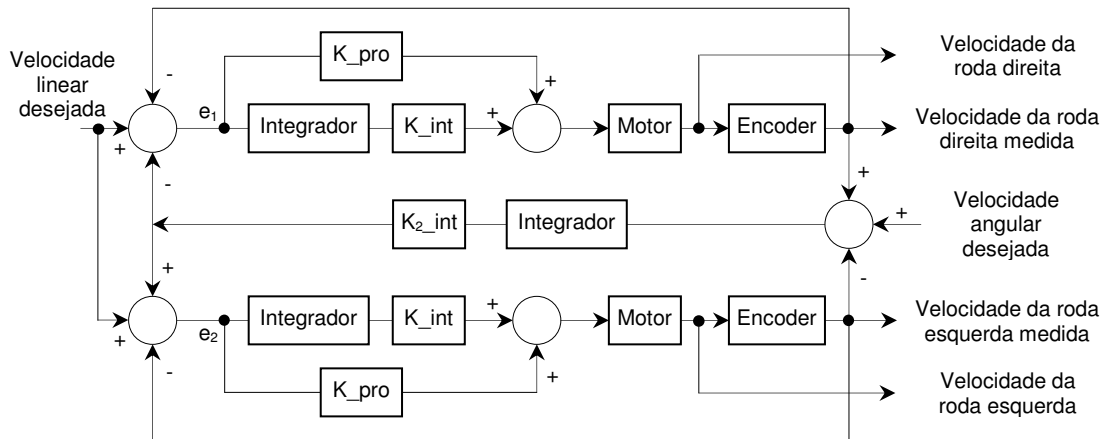 Velocidade
linear
desejada
-
+
-
e1
K_pro
Integrador
K_int
+
+
Motor
Encoder
Velocidade da
roda direita
Velocidade da roda
direita medida
+
K2_int
Integrador
+
-
Velocidade
angular
desejada
+
+
-
e2
Integrador
K_int
+
K_pro
+
Motor
Encoder
Velocidade da roda
esquerda medida
Velocidade da
roda esquerda